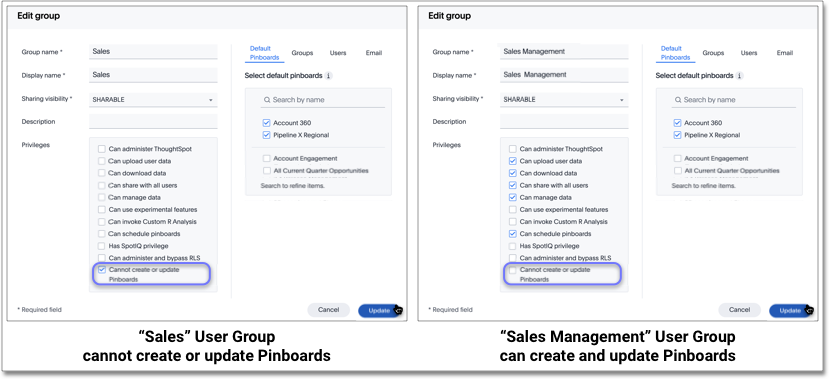 Edit group
Group name *
Sales
Display name *
Sales
Sharing visibility *
SHARABLE
Description
Privileges
Can administer ThoughtSpot
Can upload user data
Can download data
Can share with all users
Can manage data
Can use experimental features
Can invoke Custom R Analysis
Can schedule pinboards
Has SpotIQ privilege
Can administer and bypass RLS
Cannot create or update
Pinboards
Default
Pinboards
Groups
Users
Email
Select default pinboards
Search by name
Account 360
Pipeline X Regional
Account Engagement
All Current Quarter Opportunities
Search to refine items.
* Required field
Cancel
Update
"Sales" User Group
cannot create or update Pinboards
Edit group
Group name *
Sales Management
Display name *
Sales Management
Sharing visibility *
SHARABLE
Description
Privileges
Can administer ThoughtSpot
Can upload user data
Can download data
Can share with all users
Can manage data
Can use experimental features
Can invoke Custom R Analysis
Can schedule pinboards
Has SpotIQ privilege
Can administer and bypass RLS
Cannot create or update
Pinboards
Default
Pinboards
Groups
Users
Email
Select default pinboards
Search by name
Account 360
Pipeline X Regional
Account Engagement
All Current Quarter Opportunities
Search to refine items.
* Required field
Cancel
Update
"Sales Management" User Group
can create and update Pinboards